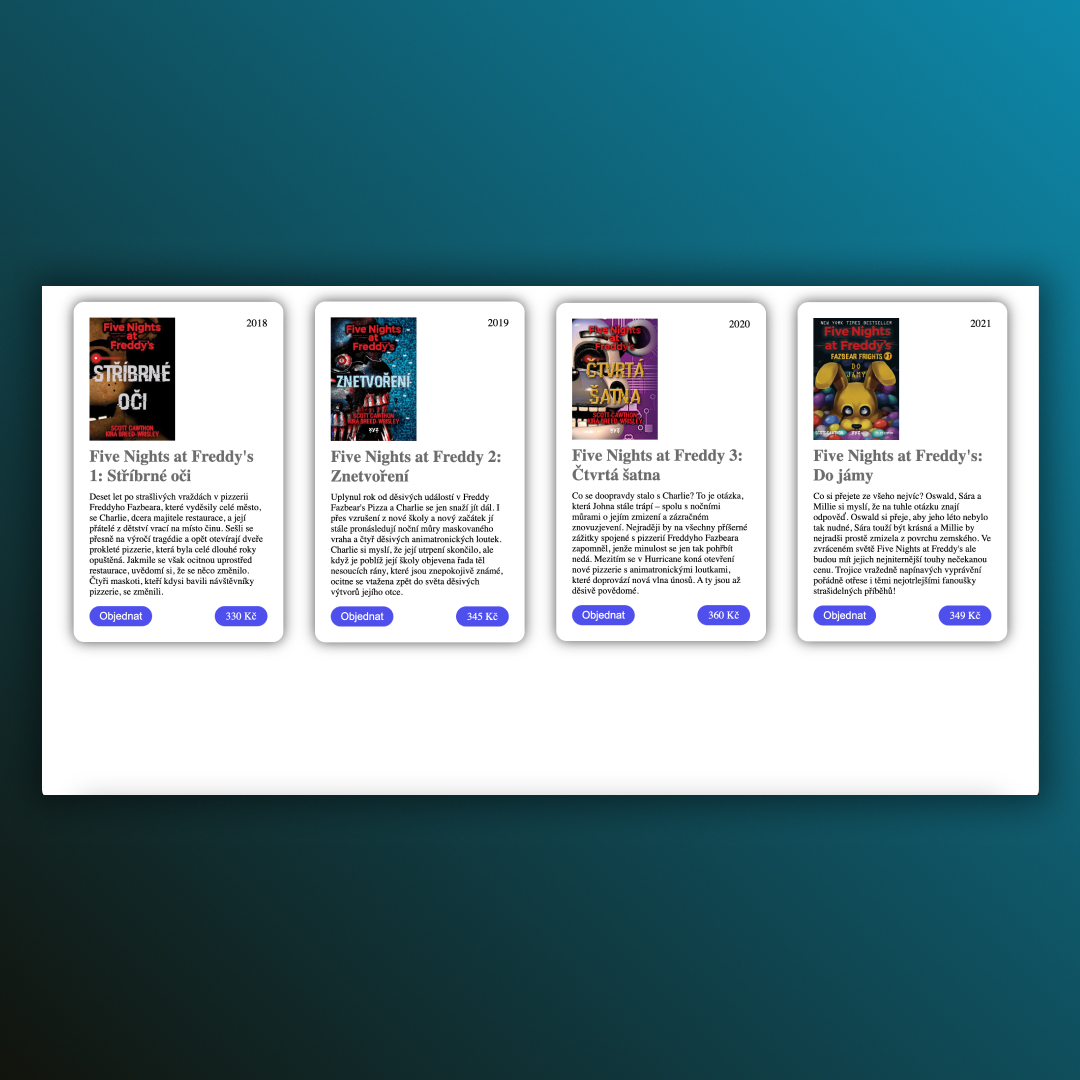 Five Nights
at
Freddy's
STŘÍBRNÉ
OČI
SCOTT CAWTHON
KIRA BREED-WRISLEY
2018
Five Nights at Freddy's
1: Stříbrné oči
Deset let po strašlivých vraždách v pizzerii
Freddyho Fazbeara, které vyděsily celé město,
se Charlie, dcera majitele restaurace, a její
přátelé z dětství vrací na místo činu. Sešli se
přesně na výročí tragédie a opět otevírají dveře
prokleté pizzerie, která byla celé dlouhé roky
opuštěná. Jakmile se však ocitnou uprostřed
restaurace, uvědomí si, že se něco změnilo.
Čtyři maskoti, kteří kdysi bavili návštěvníky
pizzerie, se změnili.
Objednat
330 Kč
Five Nights
at
Freddy's
ZNETVOŘENÍ
SCOTT CAWTHON
KIRA BREED-WRISLEY
XYZ
2019
Five Nights at Freddy 2:
Znetvoření
Uplynul rok od děsivých událostí v Freddy
Fazbear's Pizza a Charlie se jen snaží jít dál. I
přes vzrušení z nové školy a nový začátek jí
stále pronásledují noční můry maskovaného
vraha a čtyř děsivých animatronických loutek.
Charlie si myslí, že její utrpení skončilo, ale
když je poblíž její školy objevena řada těl
nesoucích rány, které jsou znepokojivě známé,
ocitne se vtažena zpět do světa děsivých
výtvorů jejího otce.
Objednat
345 Kč
Five Nights
at
Freddy's
ČTVRTÁ
ŠATNA
SCOTT CAWTHON
KIRA BREED-WRISLEY
XYZ
2020
Five Nights at Freddy 3:
Čtvrtá šatna
Co se doopravdy stalo s Charlie? To je otázka,
která Johna stále trápí – spolu s nočními
můrami o jejím zmizení a zázračném
znovuzjevení. Nejraději by na všechny příšerné
zážitky spojené s pizzerií Freddyho Fazbeara
zapomněl, jenže minulost se jen tak pohřbít
nedá. Mezitím se v Hurricane koná otevření
nové pizzerie s animatronickými loutkami,
které doprovází nová vlna únosů. A ty jsou až
děsivě povědomé.
Objednat
360 Kč
NEW YORK TIMES BESTSELLER
Five Nights
at Freddy's
FAZBEAR FRIGHTS #1
DO
JÁMY
SCOTT CAWTHON
XYZ
2021
Five Nights at Freddy's:
Do jámy
Co si přejete ze všeho nejvíc? Oswald, Sára a
Millie si myslí, že na tuhle otázku znají
odpověď. Oswald si přeje, aby jeho léto nebylo
tak nudné, Sára touží být krásná a Millie by
nejradši prostě zmizela z povrchu zemského. Ve
zvráceném světě Five Nights at Freddy's ale
budou mít jejich nejniternější touhy nečekanou
cenu. Trojice vražedně napínavých vyprávění
pořádně otřese i těmi nejotrlejšími fanoušky
strašidelných příběhů!
Objednat
349 Kč